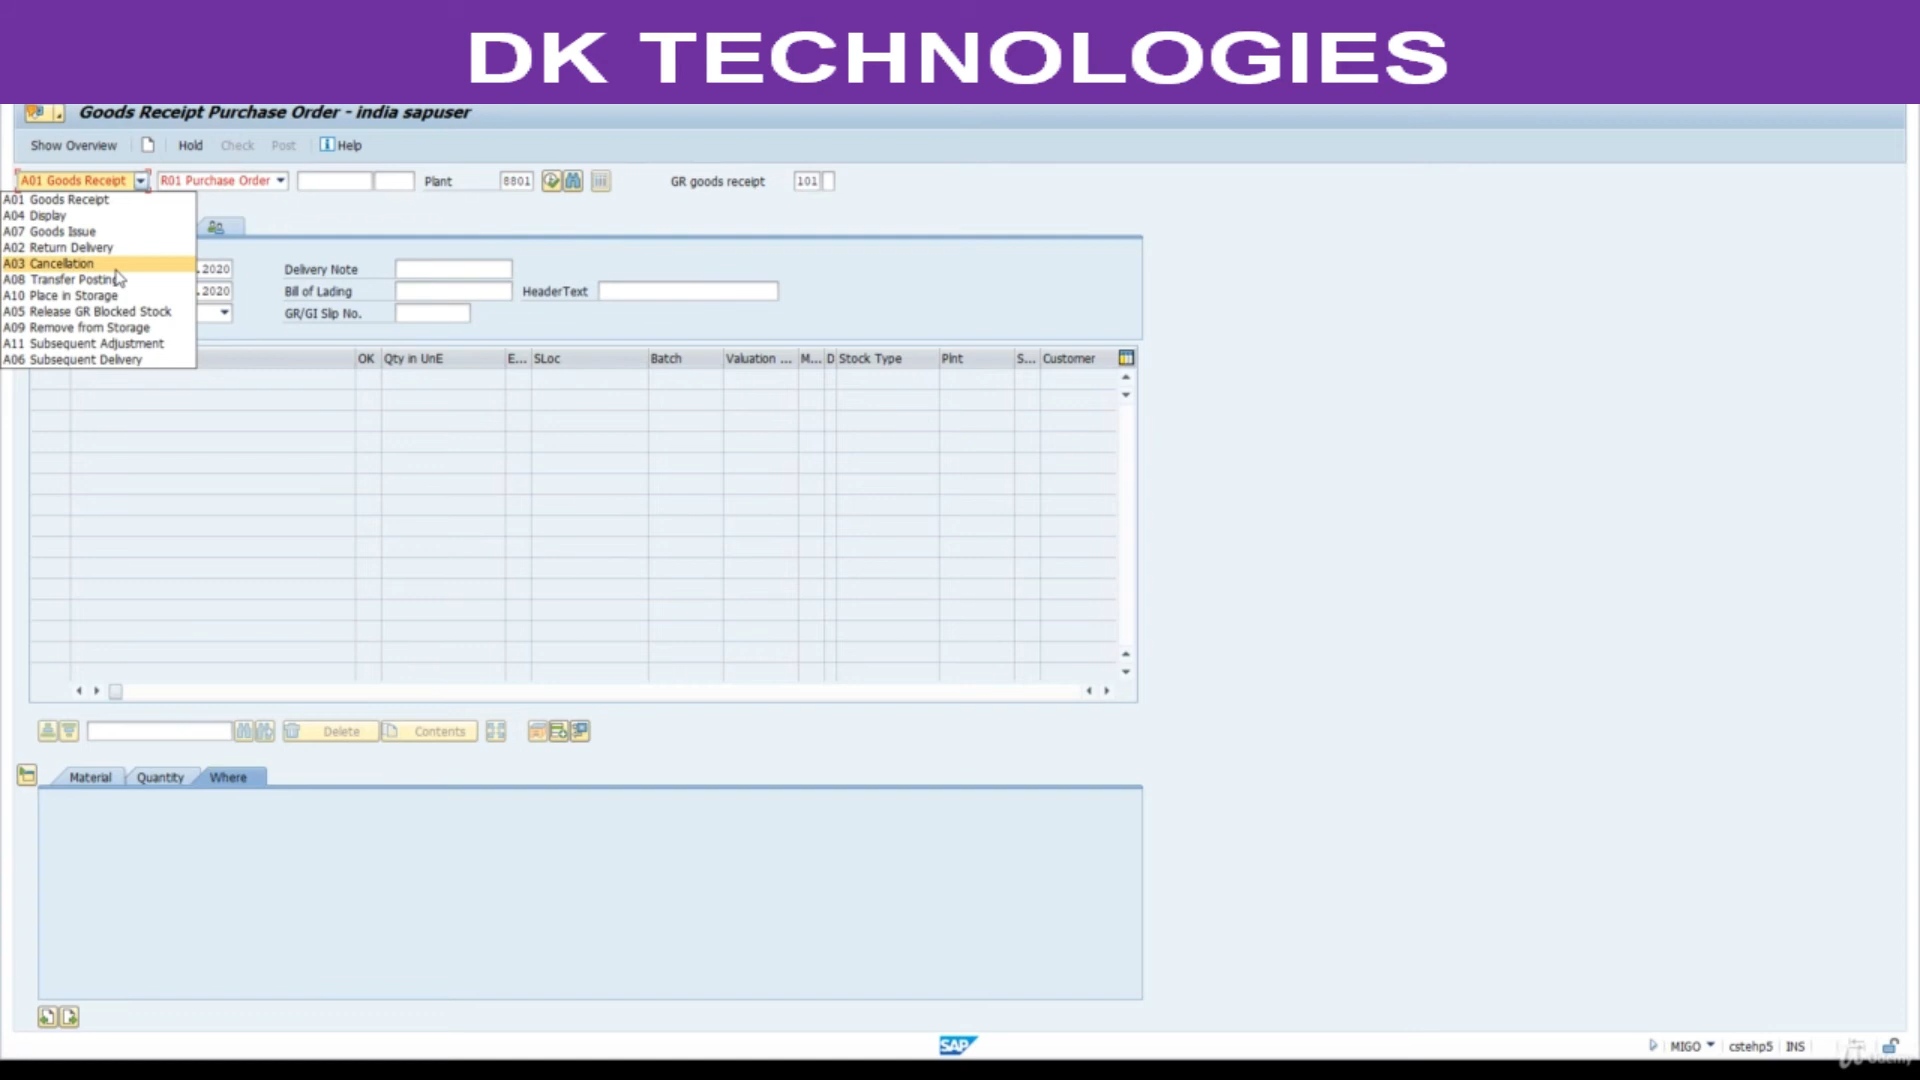 DK TECHNOLOGIES
Goods Receipt Purchase Order - india sapuser
Show Overview Hold Check Post Help
A01 Goods Receipt R01 Purchase Order Plant 8801 GR goods receipt 101
A01 Goods Receipt
A04 Display
A07 Goods Issue
A02 Return Delivery
A03 Cancellation
A08 Transfer Posting
A10 Place in Storage
A05 Release GR Blocked Stock
A09 Remove from Storage
A11 Subsequent Adjustment
A06 Subsequent Delivery
.2020 Delivery Note
.2020 Bill of Lading HeaderText
GR/GI Slip No.
OK Qty in UnE E... SLoc Batch Valuation ... M... D Stock Type Plnt S... Customer
Delete Contents
Material Quantity Where
SAP MIGO cstehp5 INS
Udemy